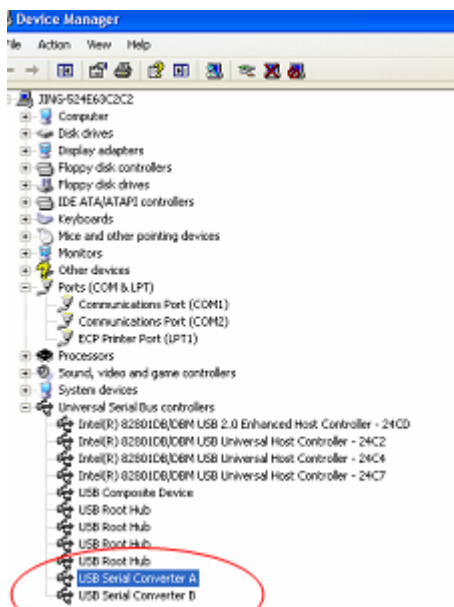 Device Manager
File Action View Help
JING-524E63C2C2
Computer
Disk drives
Display adapters
Floppy disk controllers
Floppy disk drives
IDE ATA/ATAPI controllers
Keyboards
Mice and other pointing devices
Monitors
Other devices
Ports (COM & LPT)
Communications Port (COM1)
Communications Port (COM2)
ECP Printer Port (LPT1)
Processors
Sound, video and game controllers
System devices
Universal Serial Bus controllers
Intel(R) 82801DB/DBM USB 2.0 Enhanced Host Controller - 24CD
Intel(R) 82801DB/DBM USB Universal Host Controller - 24C2
Intel(R) 82801DB/DBM USB Universal Host Controller - 24C4
Intel(R) 82801DB/DBM USB Universal Host Controller - 24C7
USB Composite Device
USB Root Hub
USB Root Hub
USB Root Hub
USB Root Hub
USB Serial Converter A
USB Serial Converter B